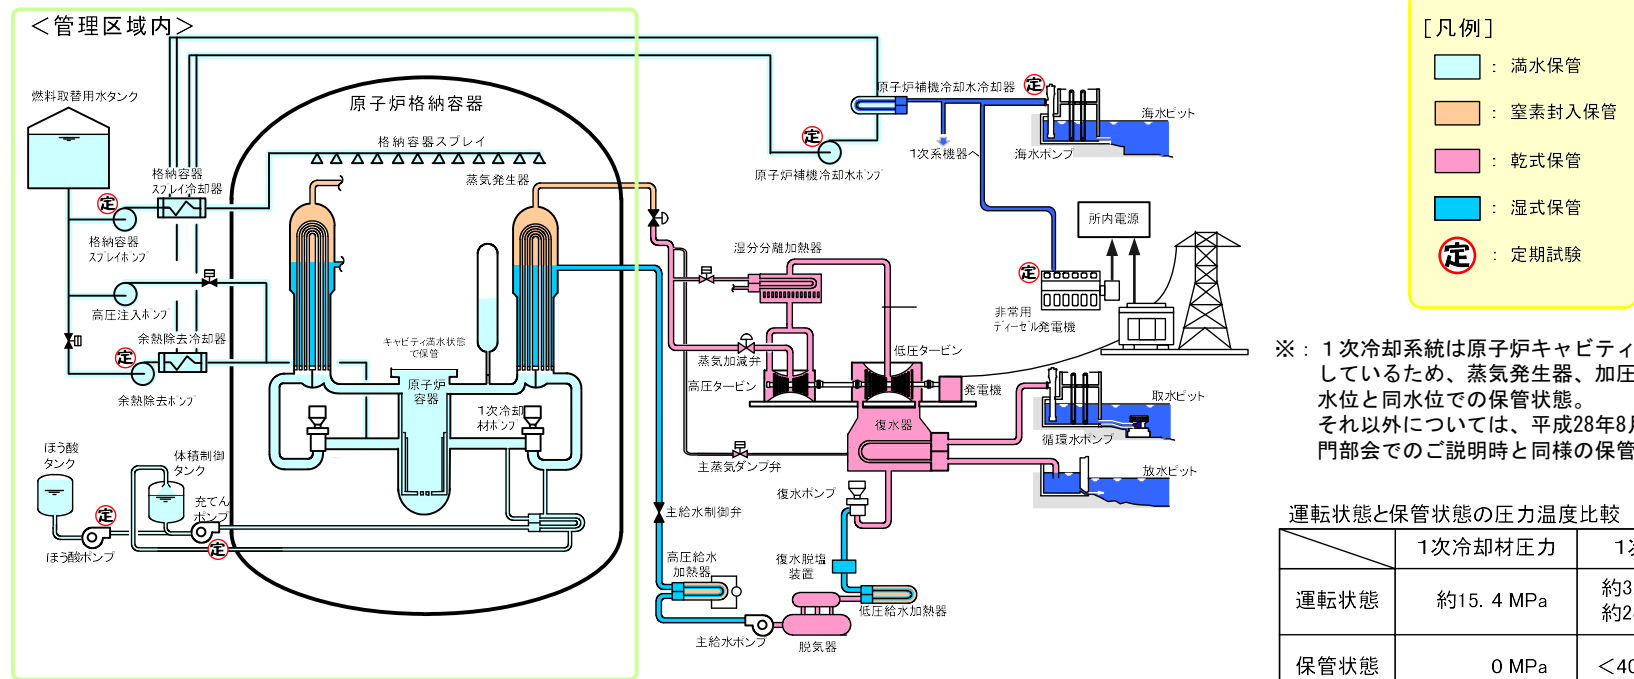 ＜管理区域内＞
燃料取替用水タンク
原子炉格納容器
格納容器スプレイ
蒸気発生器
格納容器
スプレイ冷却器
定
格納容器
スプレイポンプ
高圧注入ポンプ
余熱除去冷却器
定
余熱除去ポンプ
キャビティ満水状態
で保管
原子炉
容器
1次冷却
材ポンプ
ほう酸
タンク
体積制御
タンク
充てん
ポンプ
定
ほう酸ポンプ
定
原子炉補機冷却水冷却器
定
海水ピット
定
1次系機器へ
海水ポンプ
原子炉補機冷却水ポンプ
所内電源
定
非常用
ディーゼル発電機
湿分分離加熱器
蒸気加減弁
低圧タービン
高圧タービン
発電機
取水ピット
復水器
循環水ポンプ
主蒸気ダンプ弁
放水ピット
復水ポンプ
主給水制御弁
高圧給水
加熱器
復水脱塩
装置
低圧給水加熱器
主給水ポンプ
脱気器
［凡例］
： 満水保管
： 窒素封入保管
： 乾式保管
： 湿式保管
定 ： 定期試験
※： 1次冷却系統は原子炉キャビティ
しているため、蒸気発生器、加圧
水位と同水位での保管状態。
それ以外については、平成28年8月
門部会でのご説明時と同様の保管
運転状態と保管状態の圧力温度比較
1次冷却材圧力 1次
運転状態 約15.4 MPa 約3
約2
保管状態 0 MPa ＜40